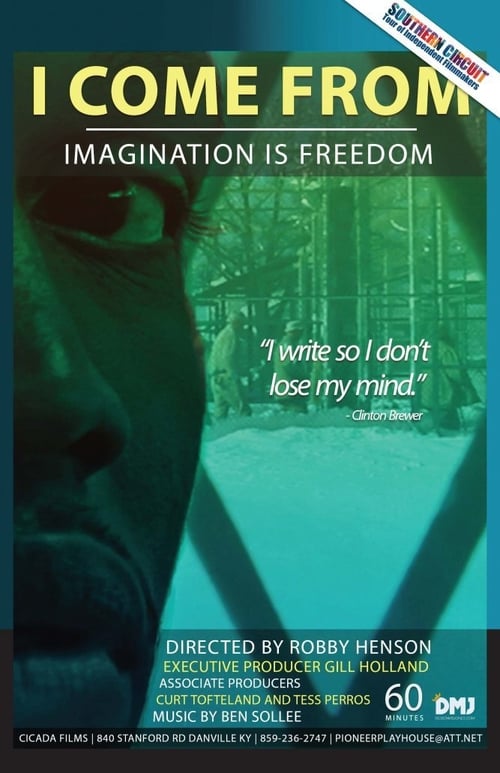 SOUTHERN CIRCUIT
Tour of Independent Filmmakers
I COME FROM
IMAGINATION IS FREEDOM
“I write so I don’t
lose my mind.”
- Clinton Brewer
DIRECTED BY ROBBY HENSON
EXECUTIVE PRODUCER GILL HOLLAND
ASSOCIATE PRODUCERS
CURT TOFTELAND AND TESS PERROS
MUSIC BY BEN SOLLEE
60
MINUTES
DMJ
CICADA FILMS | 840 STANFORD RD DANVILLE KY | 859-236-2747 | PIONEERPLAYHOUSE@ATT.NET